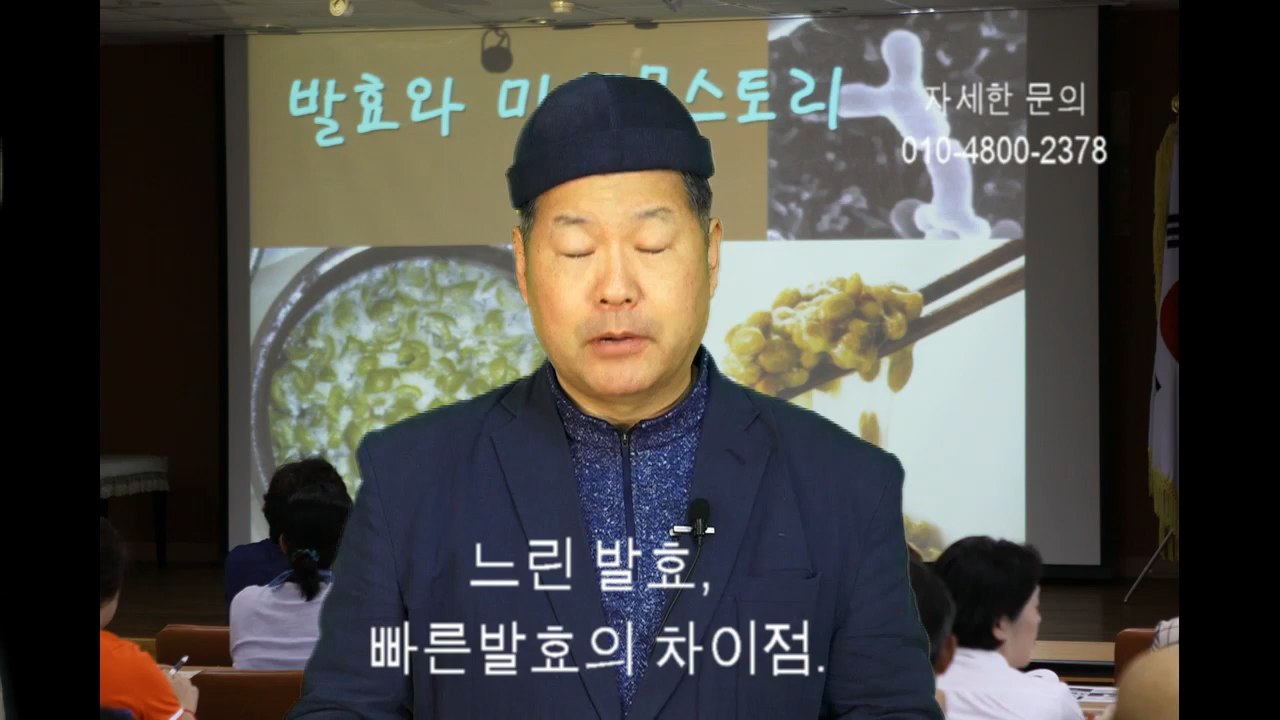 발효와
스토리
자세한 문의
010-4800-2378
느린 발효,
빠른발효의 차이점.